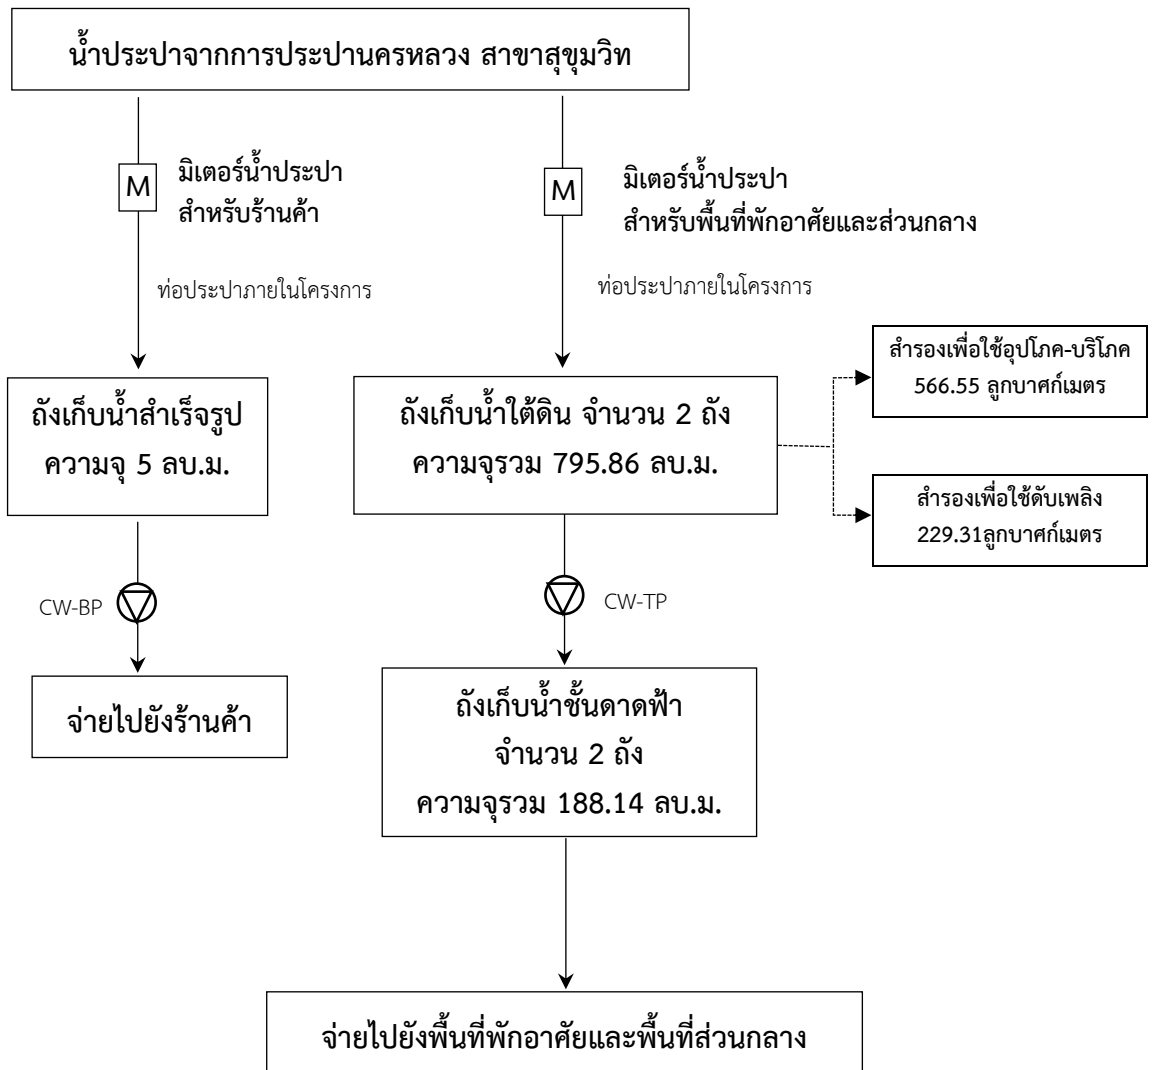 น้ำประปาจากการประปานครหลวง สาขาสุขุมวิท
M
มิเตอร์น้ำประปา
สำหรับร้านค้า
M
มิเตอร์น้ำประปา
สำหรับพื้นที่พักอาศัยและส่วนกลาง
ท่อประปาภายในโครงการ
ท่อประปาภายในโครงการ
ถังเก็บน้ำสำเร็จรูป
ความจุ 5 ลบ.ม.
ถังเก็บน้ำใต้ดิน จำนวน 2 ถัง
ความจุรวม 795.86 ลบ.ม.
สำรองเพื่อใช้อุปโภค-บริโภค
566.55 ลูกบาศก์เมตร
สำรองเพื่อใช้ดับเพลิง
229.31ลูกบาศก์เมตร
CW-BP
CW-TP
จ่ายไปยังร้านค้า
ถังเก็บน้ำชั้นดาดฟ้า
จำนวน 2 ถัง
ความจุรวม 188.14 ลบ.ม.
จ่ายไปยังพื้นที่พักอาศัยและพื้นที่ส่วนกลาง